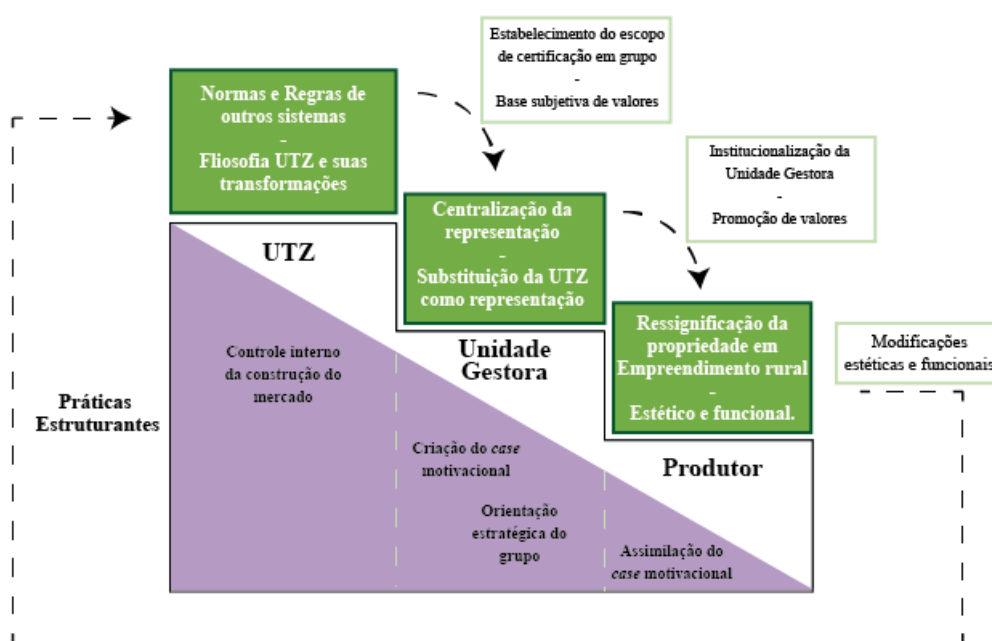 Estabelecimento do escopo
de certificação em grupo
-
Base subjetiva de valores
Normas e Regras de
outros sistemas
-
Fliosofia UTZ e suas
transformações
Institucionalização da
Unidade Gestora
-
Promoção de valores
Centralização da
representação
-
Substituição da UTZ
como representação
UTZ
Ressignificação da
propriedade em
Empreendimento rural
-
Estético e funcional.
Modificações
estéticas e funcionais
Unidade
Gestora
Controle interno
da construção do
mercado
Práticas
Estruturantes
Criação do case
motivacional
Produtor
Orientação
estratégica do
grupo
Assimilação do
case motivacional